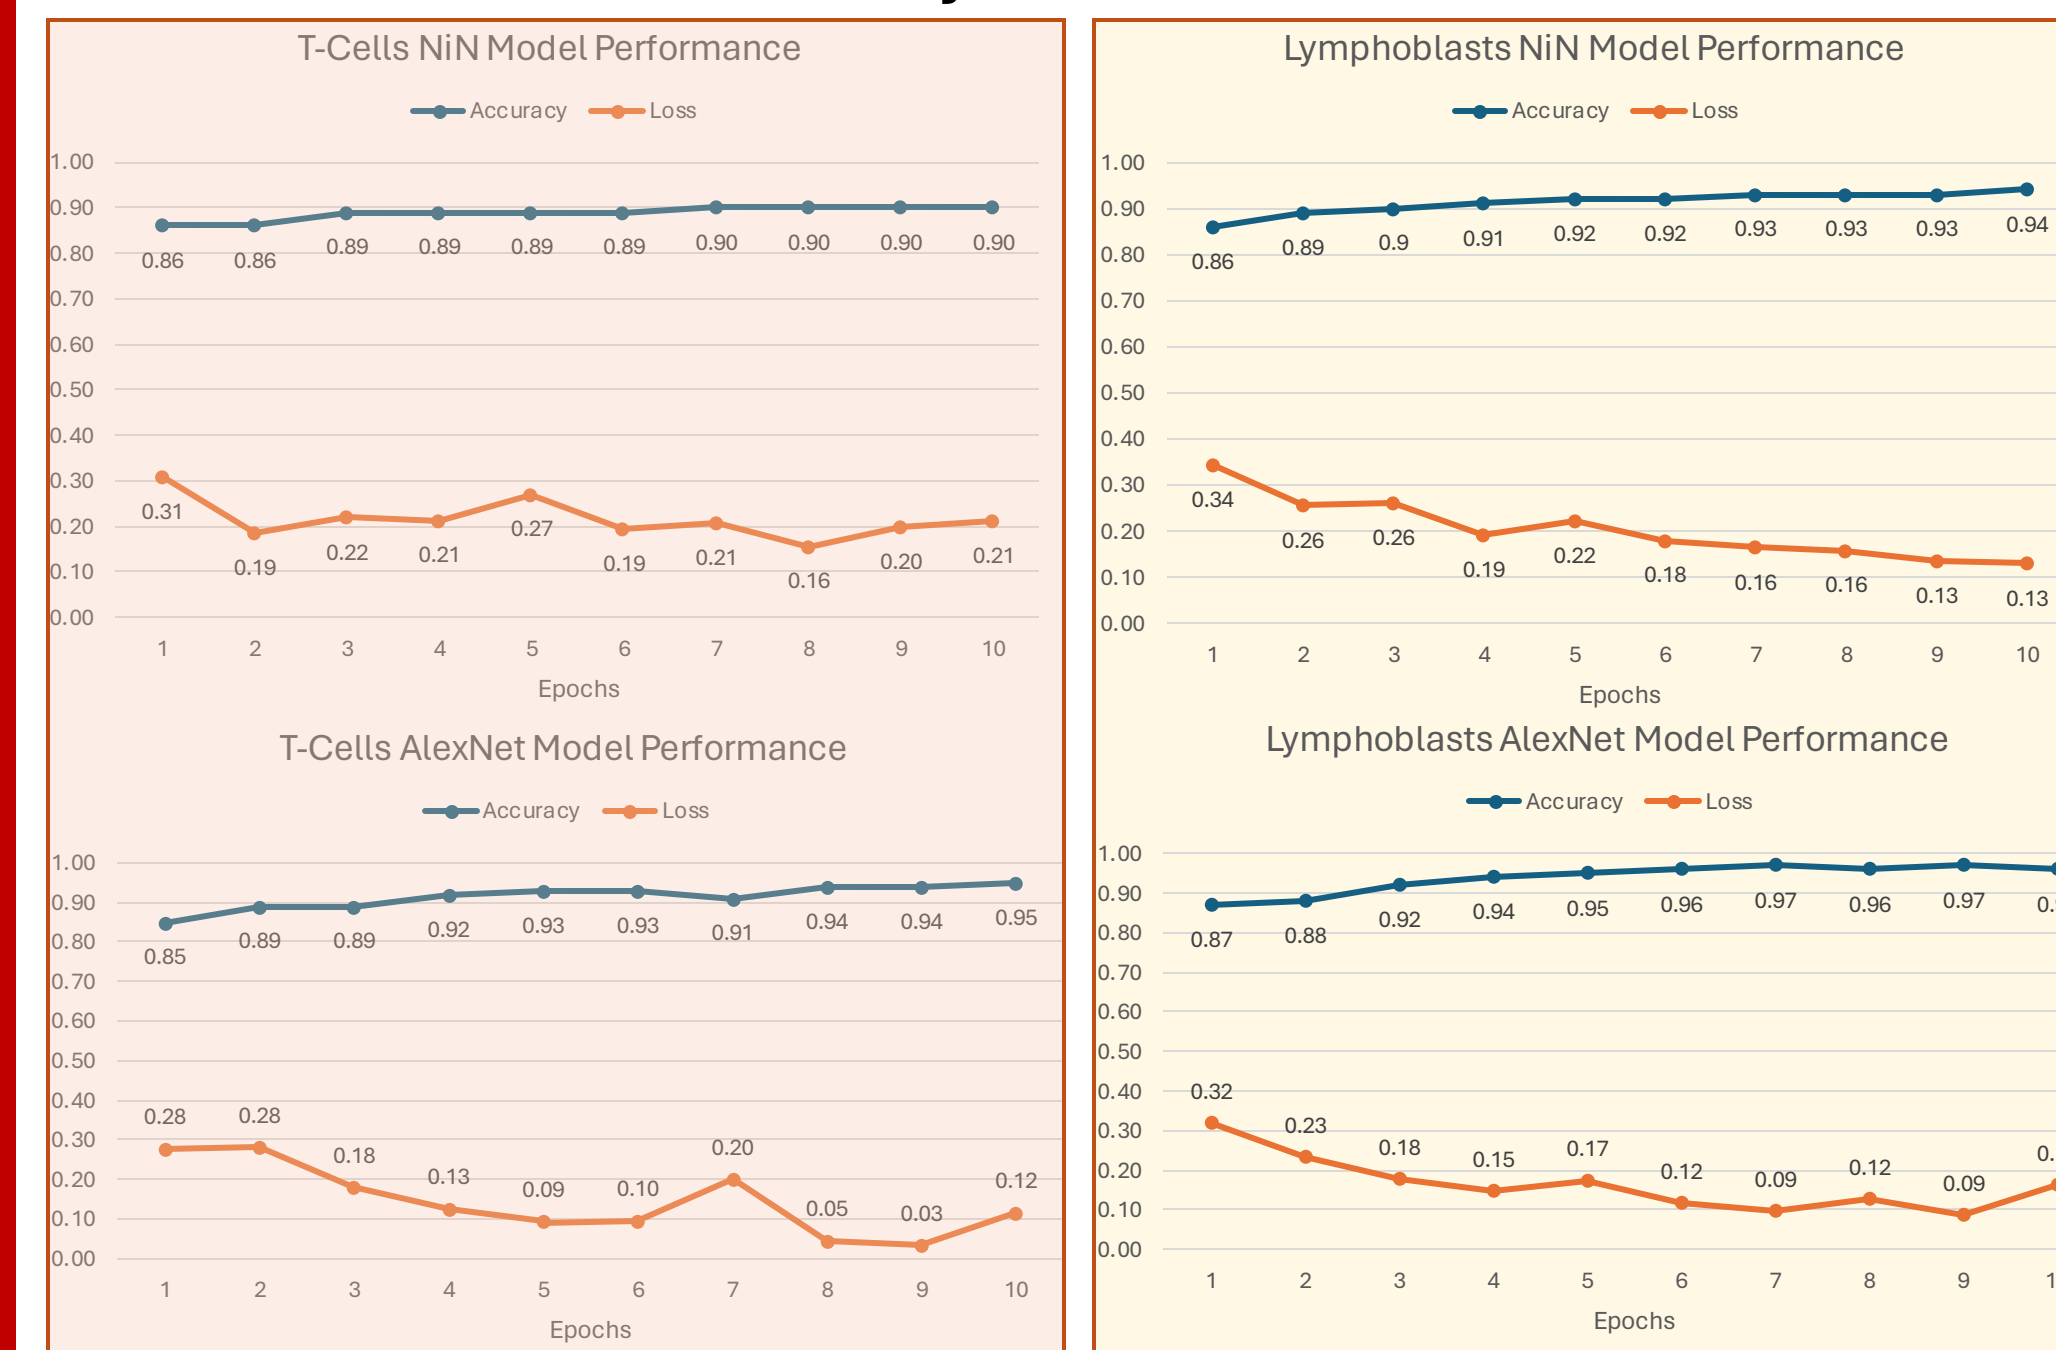 T-Cells NiN Model Performance
Accuracy Loss
1.00
0.90
0.80
0.70
0.60
0.50
0.40
0.30
0.20
0.10
0.00
0.86 0.86 0.89 0.89 0.89 0.89 0.90 0.90 0.90 0.90
0.31 0.19 0.22 0.21 0.27 0.19 0.21 0.16 0.20 0.21
1 2 3 4 5 6 7 8 9 10
Epochs
Lymphoblasts NiN Model Performance
Accuracy Loss
1.00
0.90
0.80
0.70
0.60
0.50
0.40
0.30
0.20
0.10
0.00
0.86 0.89 0.9 0.91 0.92 0.92 0.93 0.93 0.93 0.94
0.34 0.26 0.26 0.19 0.22 0.18 0.16 0.16 0.13 0.13
1 2 3 4 5 6 7 8 9 10
Epochs
T-Cells AlexNet Model Performance
Accuracy Loss
1.00
0.90
0.80
0.70
0.60
0.50
0.40
0.30
0.20
0.10
0.00
0.85 0.89 0.89 0.92 0.93 0.93 0.91 0.94 0.94 0.95
0.28 0.28 0.18 0.13 0.09 0.10 0.20 0.05 0.03 0.12
1 2 3 4 5 6 7 8 9 10
Epochs
Lymphoblasts AlexNet Model Performance
Accuracy Loss
1.00
0.90
0.80
0.70
0.60
0.50
0.40
0.30
0.20
0.10
0.00
0.87 0.88 0.92 0.94 0.95 0.96 0.97 0.96 0.97
0.32 0.23 0.18 0.15 0.17 0.12 0.09 0.12 0.09
1 2 3 4 5 6 7 8 9
Epochs